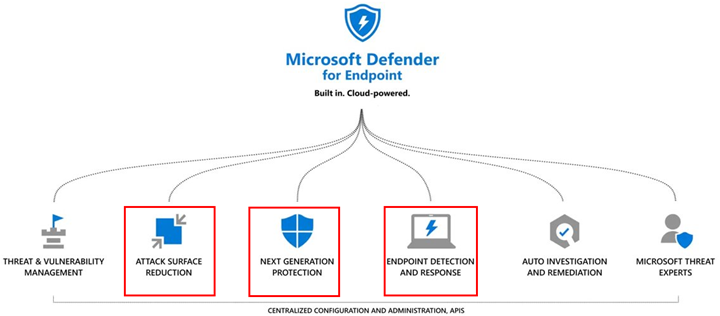 Microsoft Defender
for Endpoint
Built in. Cloud-powered.
THREAT & VULNERABILITY
MANAGEMENT
ATTACK SURFACE
REDUCTION
NEXT GENERATION
PROTECTION
ENDPOINT DETECTION
AND RESPONSE
AUTO INVESTIGATION
AND REMEDIATION
MICROSOFT THREAT
EXPERTS
CENTRALIZED CONFIGURATION AND ADMINISTRATION, APIS